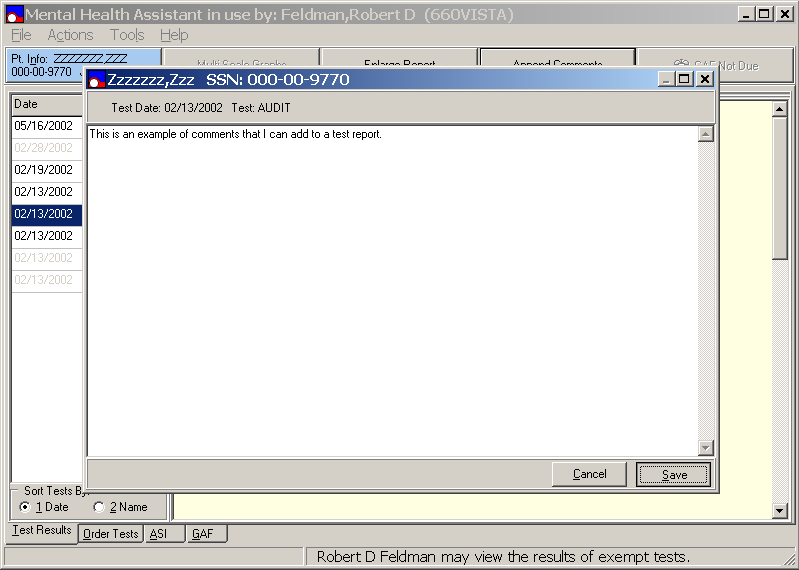 Mental Health Assistant in use by: Feldman,Robert D (660VISTA)
File Actions Tools Help
Pt. Info: ZZZZZZZ,ZZZ
000-00-9770
Multi Scale Graphs
Enlarge Report
Append Comments
GAF Not Due
Zzzzzzz,Zzz SSN: 000-00-9770
Test Date: 02/13/2002 Test: AUDIT
This is an example of comments that I can add to a test report.
Date
05/16/2002
02/28/2002
02/19/2002
02/13/2002
02/13/2002
02/13/2002
02/13/2002
02/13/2002
Cancel Save
Sort Tests By:
1 Date 2 Name
Test Results Order Tests ASI GAF
Robert D Feldman may view the results of exempt tests.